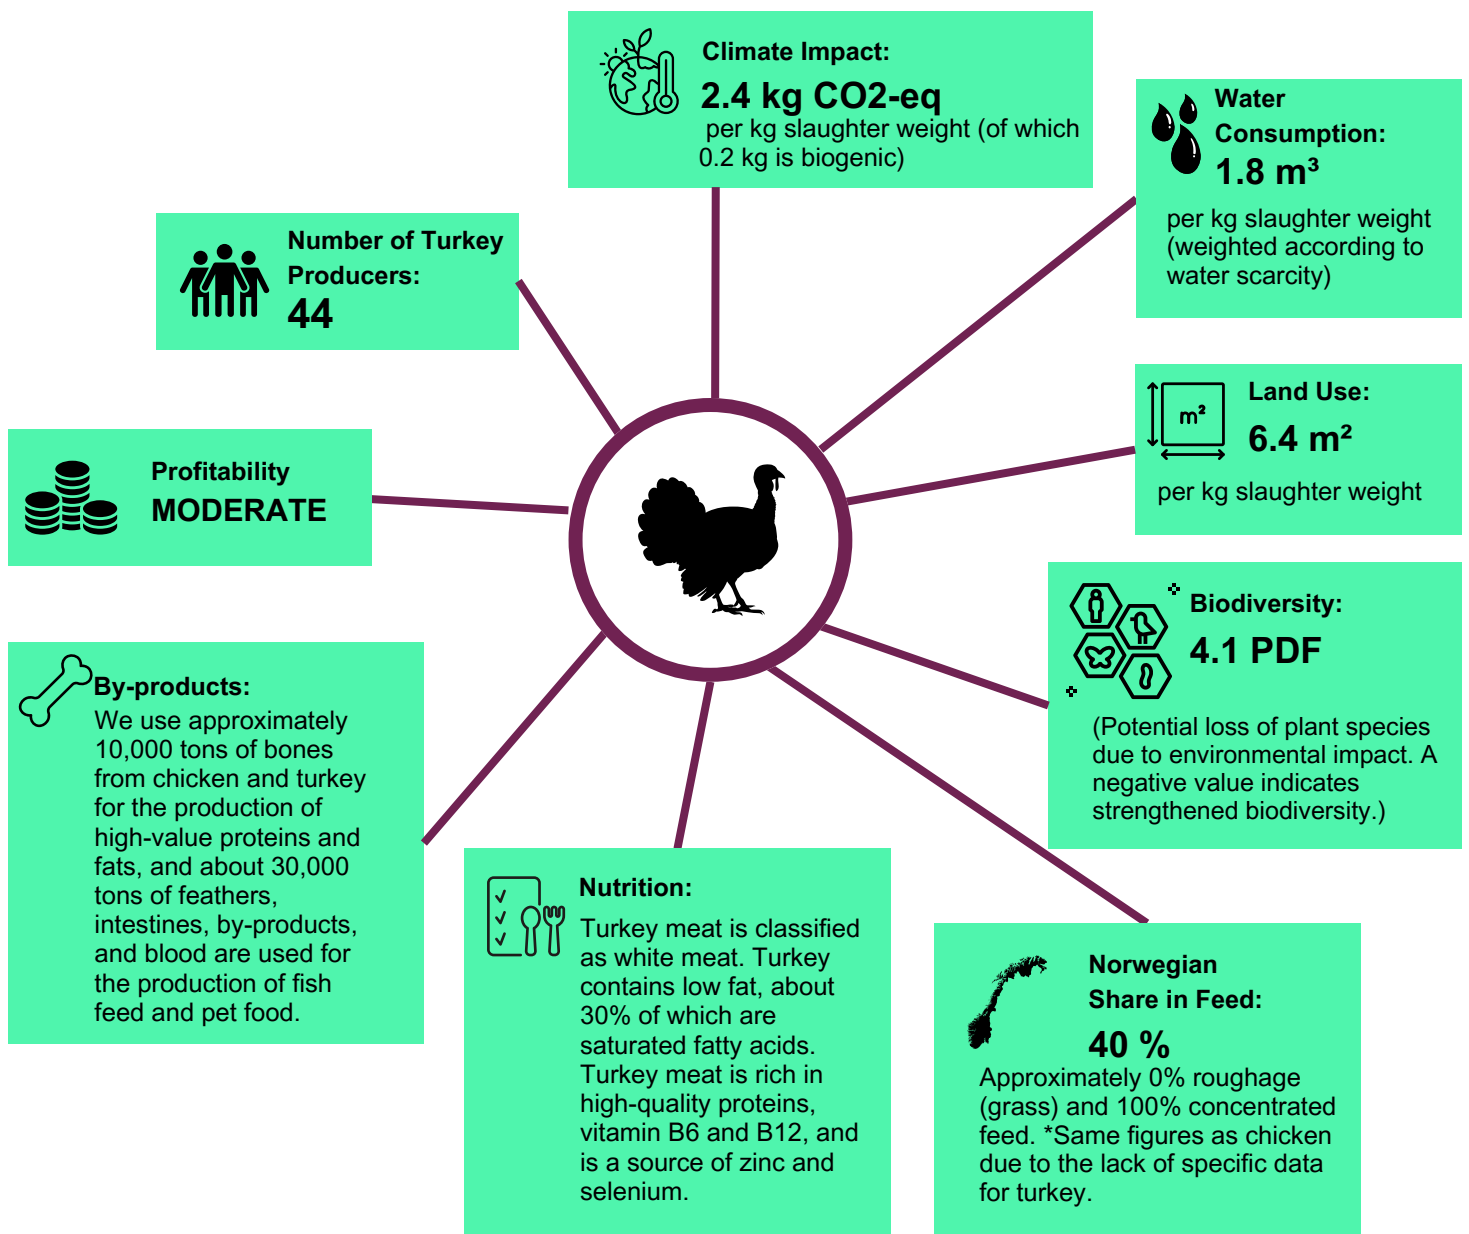 Climate Impact:
2.4 kg CO2-eq
per kg slaughter weight (of which
0.2 kg is biogenic)
Water
Consumption:
1.8 m³
per kg slaughter weight
(weighted according to
water scarcity)
Number of Turkey
Producers:
44
m²
Land Use:
6.4 m²
per kg slaughter weight
Profitability
MODERATE
Biodiversity:
4.1 PDF
(Potential loss of plant species
due to environmental impact. A
negative value indicates
strengthened biodiversity.)
By-products:
We use approximately
10,000 tons of bones
from chicken and turkey
for the production of
high-value proteins and
fats, and about 30,000
tons of feathers,
intestines, by-products,
and blood are used for
the production of fish
feed and pet food.
Nutrition:
Turkey meat is classified
as white meat. Turkey
contains low fat, about
30% of which are
saturated fatty acids.
Turkey meat is rich in
high-quality proteins,
vitamin B6 and B12, and
is a source of zinc and
selenium.
Norwegian
Share in Feed:
40 %
Approximately 0% roughage
(grass) and 100% concentrated
feed. *Same figures as chicken
due to the lack of specific data
for turkey.